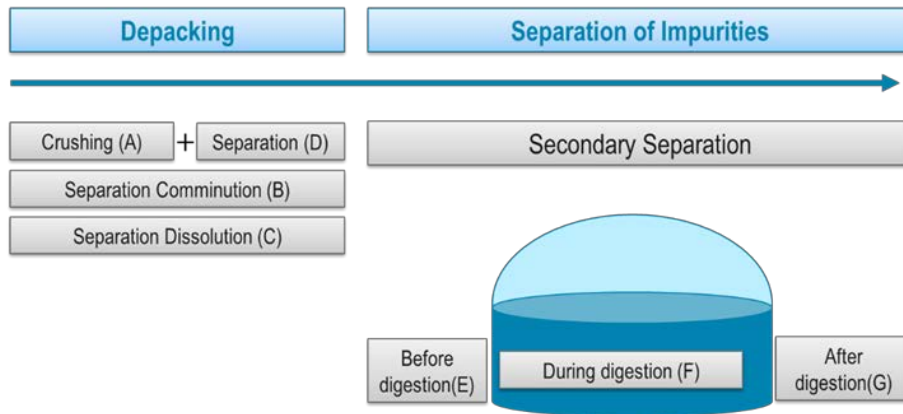 Depacking
Separation of Impurities
Crushing (A)
+
Separation (D)
Secondary Separation
Separation Comminution (B)
Separation Dissolution (C)
Before
digestion(E)
During digestion (F)
After
digestion(G)